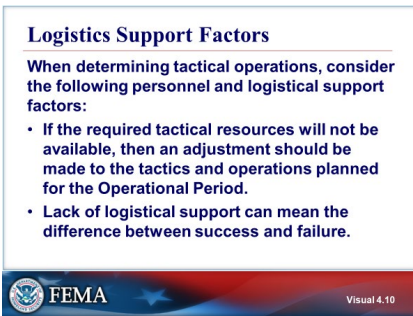 Logistics Support Factors
When determining tactical operations, consider
the following personnel and logistical support
factors:
• If the required tactical resources will not be
available, then an adjustment should be
made to the tactics and operations planned
for the Operational Period.
• Lack of logistical support can mean the
difference between success and failure.
FEMA
Visual 4.10